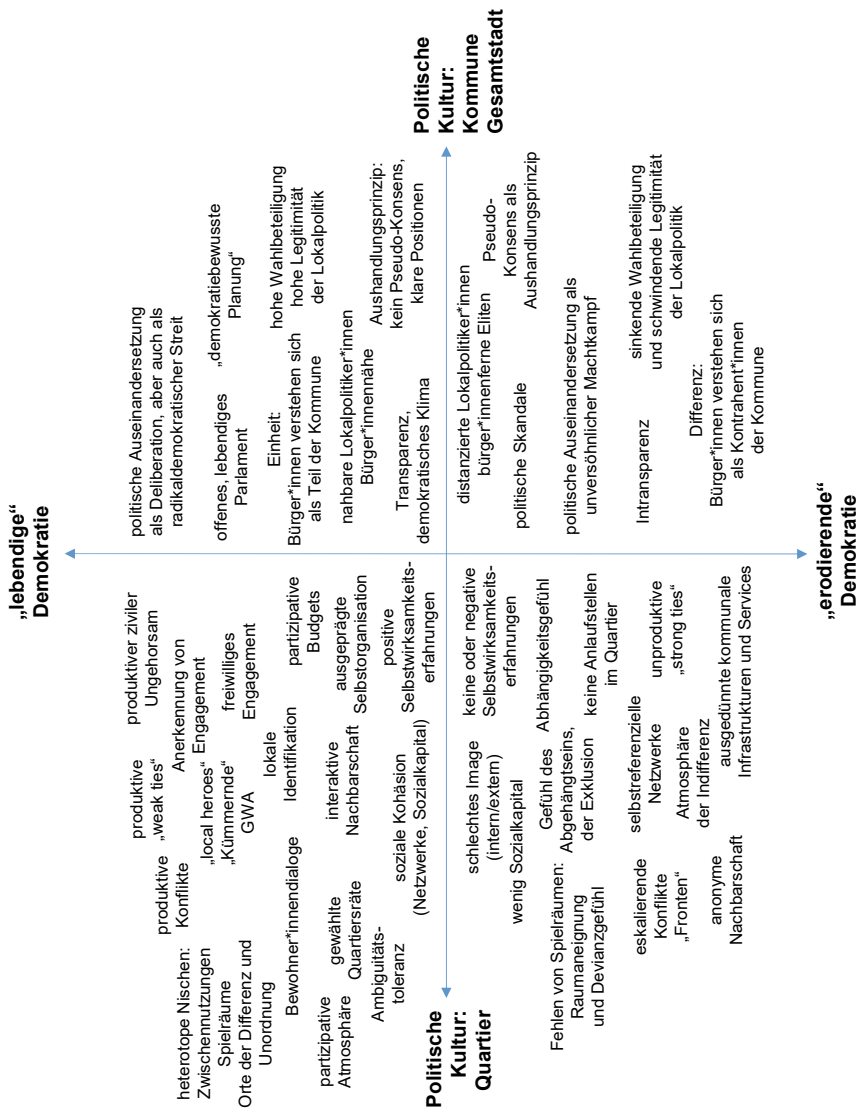 „lebendige“
Demokratie
heterotope Nischen:
Zwischennutzungen
Spielräume
Orte der Differenz und
Unordnung
produktive
Konflikte
produktive
„weak ties“
produktiver ziviler
Ungehorsam
Anerkennung von
Engagement
„local heroes“
„Kümmernde“
GWA
freiwilliges
Engagement
Bewohner*innendialoge
lokale
Identifikation
partizipative
Budgets
partizipative
Atmosphäre
gewählte
Quartiersräte
interaktive
Nachbarschaft
ausgeprägte
Selbstorganisation
Ambiguitäts-
toleranz
soziale Kohäsion
(Netzwerke, Sozialkapital)
positive
Selbstwirksamkeits-
erfahrungen
politische Auseinandersetzung
als Deliberation, aber auch als
radikaldemokratischer Streit
offenes, lebendiges
Parlament
„demokratiebewusste
Planung“
Einheit:
Bürger*innen verstehen sich
als Teil der Kommune
hohe Wahlbeteiligung
hohe Legitimität
der Lokalpolitik
nahbare Lokalpolitiker*innen
Bürger*innennähe
Transparenz,
demokratisches Klima
Aushandlungsprinzip:
kein Pseudo-Konsens,
klare Positionen
Politische
Kultur:
Quartier
Politische
Kultur:
Kommune
Gesamtstadt
schlechtes Image
(intern/extern)
keine oder negative
Selbstwirksamkeits-
erfahrungen
wenig Sozialkapital
Abhängigkeitsgefühl
Fehlen von Spielräumen:
Raumaneignung
und Devianzgefühl
Gefühl des
Abgehängtseins,
der Exklusion
keine Anlaufstellen
im Quartier
eskalierende
Konflikte
„Fronten“
selbstreferenzielle
Netzwerke
unproduktive
„strong ties“
Atmosphäre
der Indifferenz
anonyme
Nachbarschaft
ausgedünnte kommunale
Infrastrukturen und Services
distanzierte Lokalpolitiker*innen
bürger*innenferne Eliten
Pseudo-
Konsens als
Aushandlungsprinzip
politische Skandale
politische Auseinandersetzung als
unversöhnlicher Machtkampf
Intransparenz
sinkende Wahlbeteiligung
und schwindende Legitimität
der Lokalpolitik
Differenz:
Bürger*innen verstehen sich
als Kontrahent*innen
der Kommune
„erodierende“
Demokratie